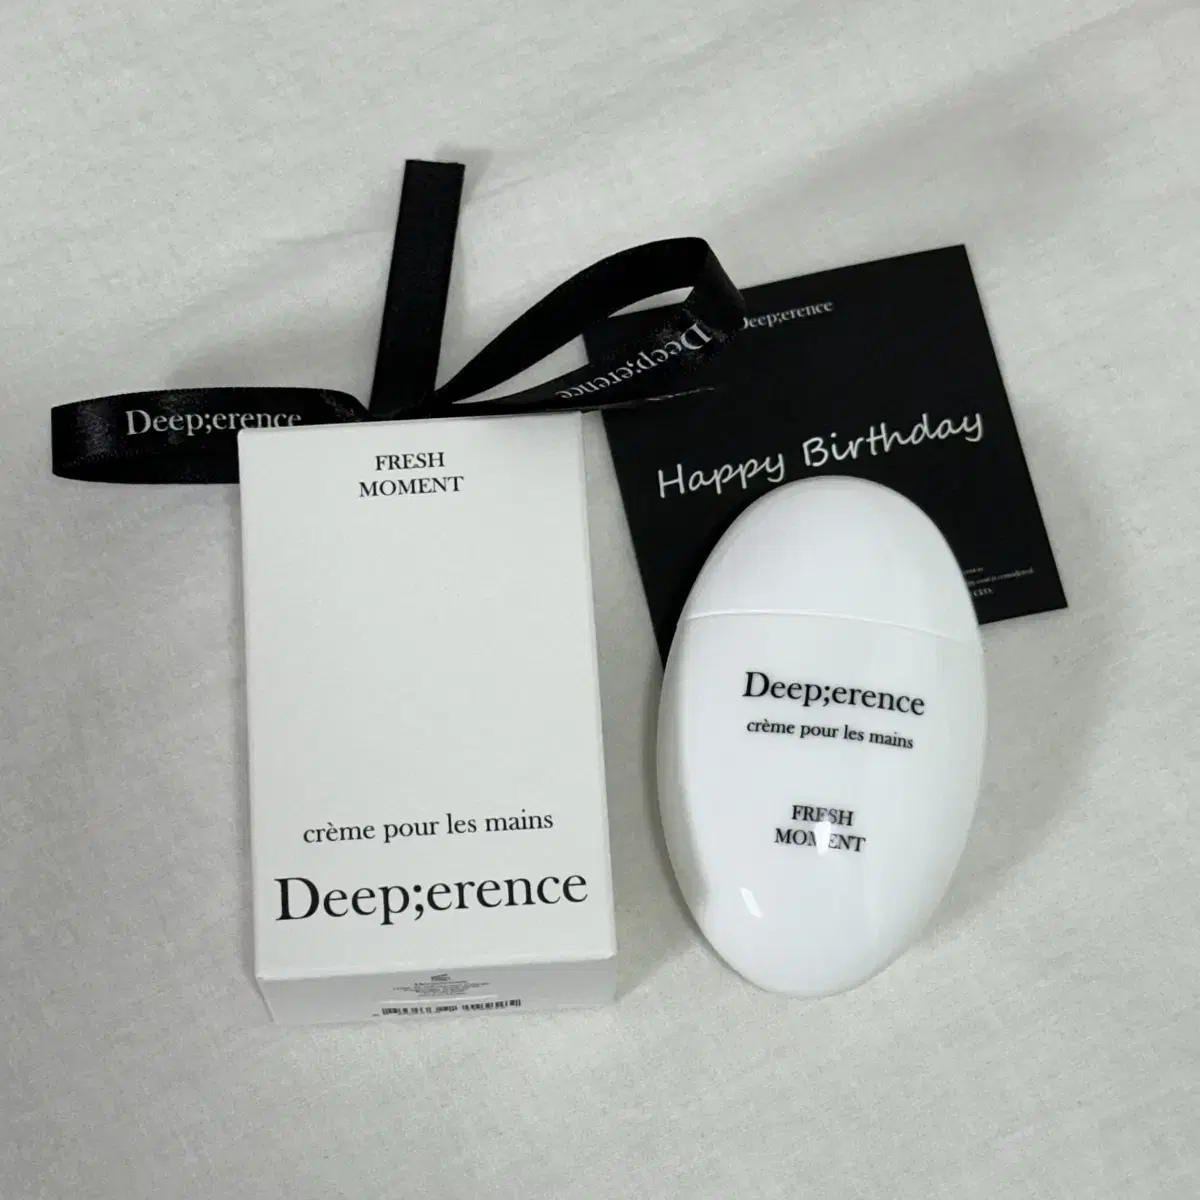 Deep;erence
Deep;erence
Deep;erence
Happy Birthday
FRESH
MOMENT
crème pour les mains
Deep;erence
Deep;erence
crème pour les mains
FRESH
MOMENT